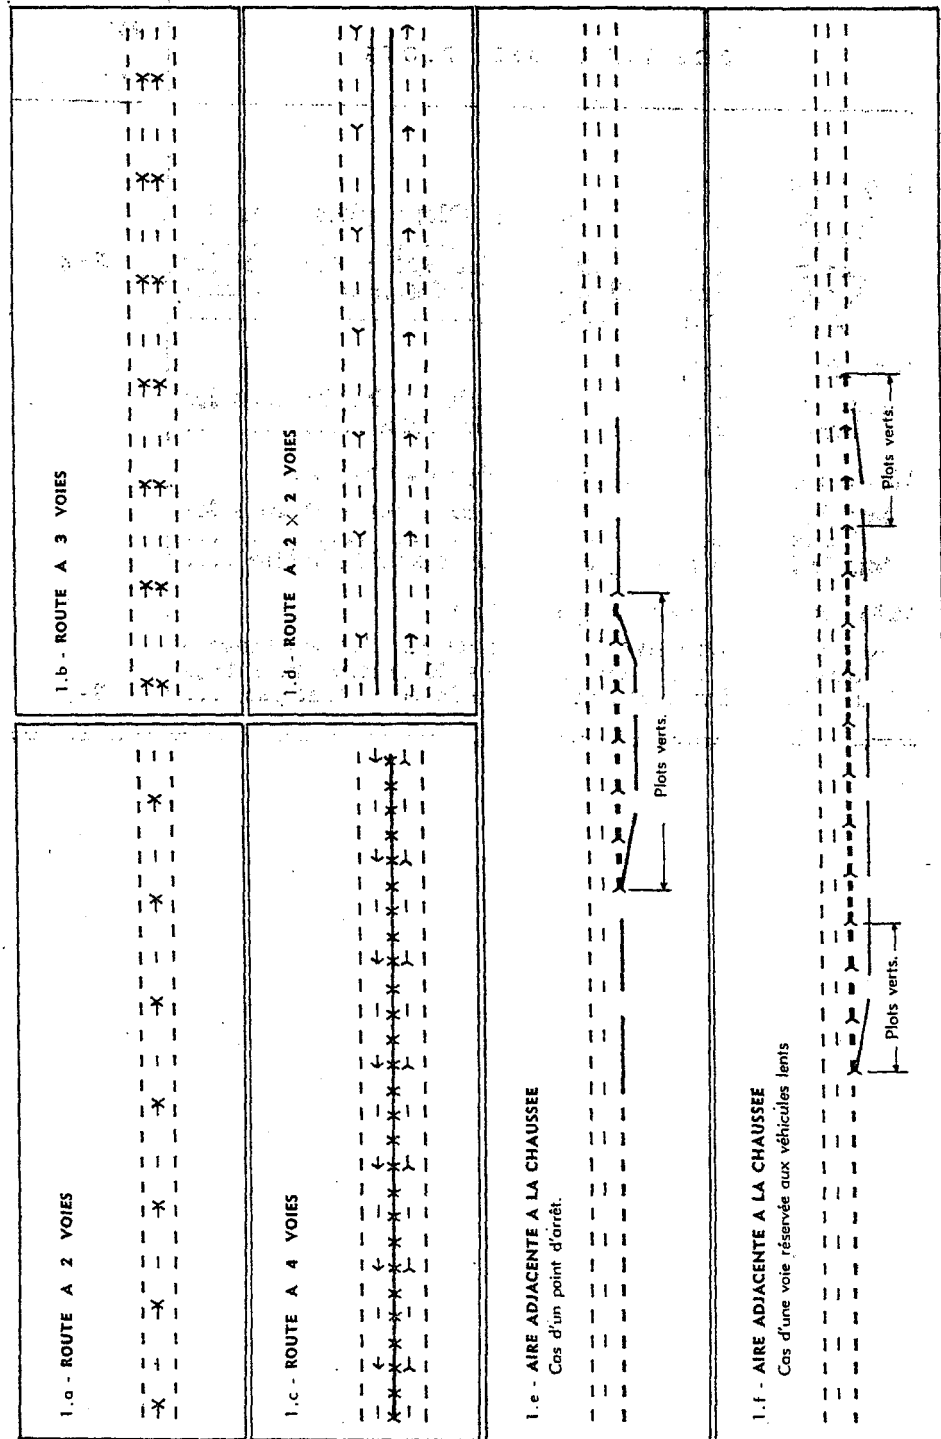 1.a - ROUTE A 2 VOIES
1.b - ROUTE A 3 VOIES
1.c - ROUTE A 4 VOIES
1.d - ROUTE A 2 × 2 VOIES
1.e - AIRE ADJACENTE A LA CHAUSSEE
Cas d'un point d'arrêt.
Plots verts.
1.f - AIRE ADJACENTE A LA CHAUSSEE
Cas d'une voie réservée aux véhicules lents
Plots verts.
Plots verts.